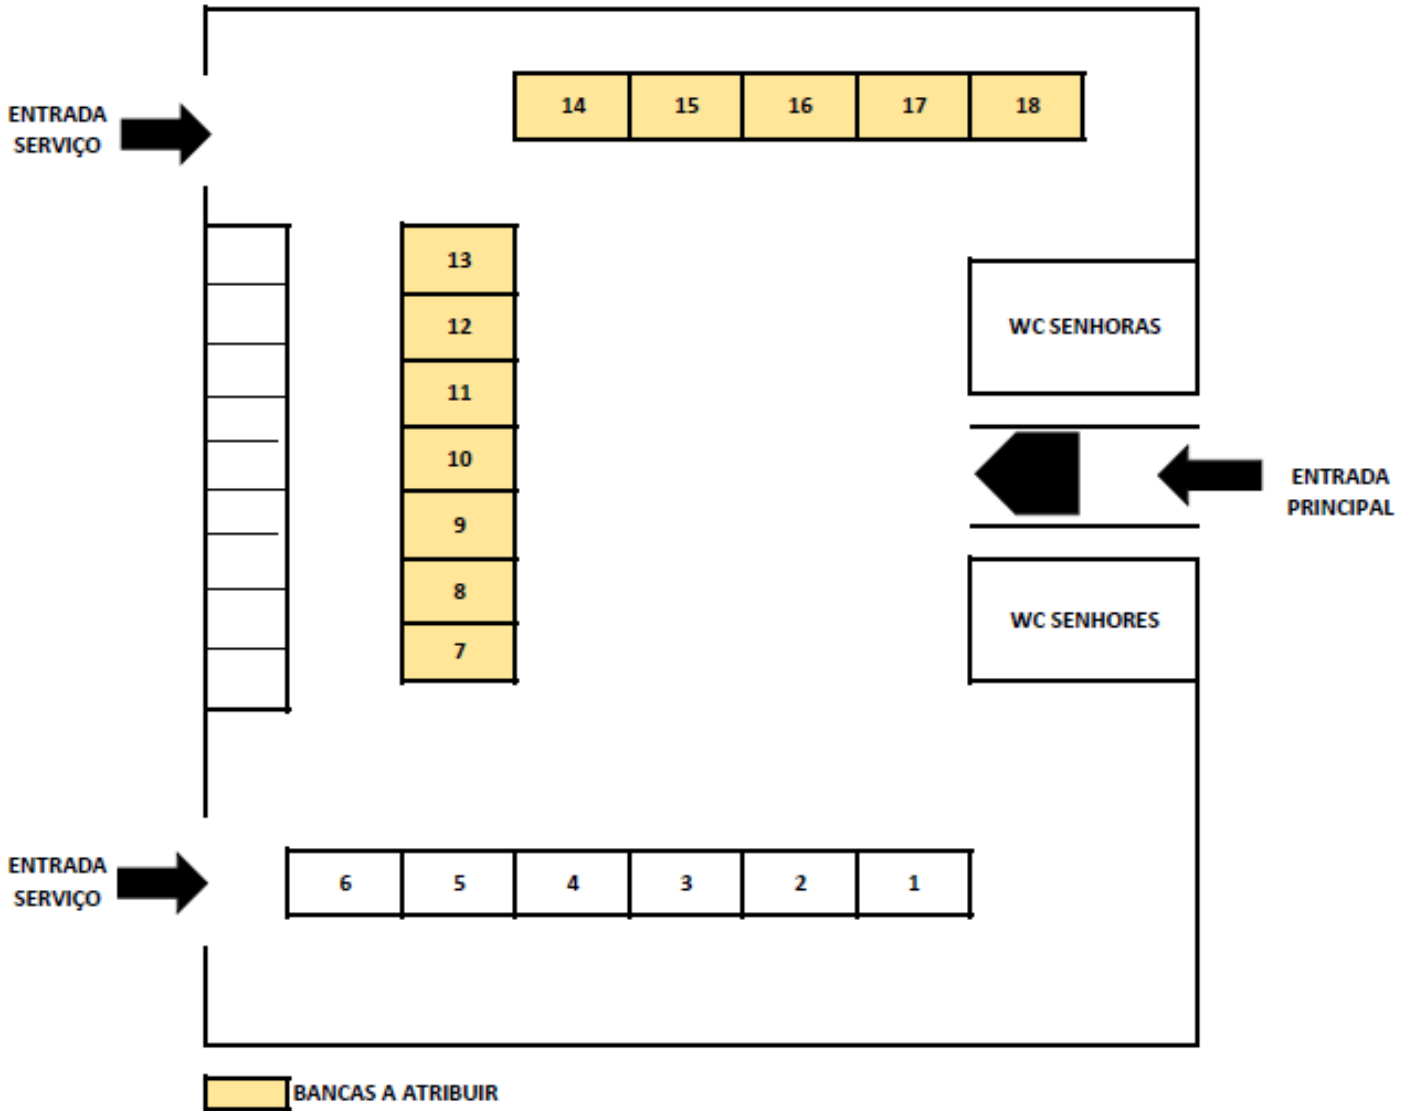 14 15 16 17 18
ENTRADA
SERVIÇO
13
12
11
10
9
8
7
WC SENHORAS
ENTRADA
PRINCIPAL
WC SENHORES
ENTRADA
SERVIÇO
6 5 4 3 2 1
BANCAS A ATRIBUIR